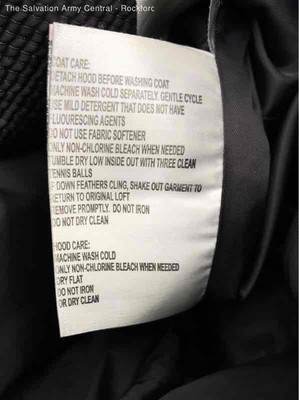 The Salvation Army Central - Rockforc
COAT CARE:
DETACH HOOD BEFORE WASHING COAT
MACHINE WASH COLD SEPARATELY, GENTLE CYCLE
USE MILD DETERGENT THAT DOES NOT HAVE
FLUOURESCING AGENTS
DO NOT USE FABRIC SOFTENER
ONLY NON-CHLORINE BLEACH WHEN NEEDED
TUMBLE DRY LOW INSIDE OUT WITH THREE CLEAN
TENNIS BALLS
IF DOWN FEATHERS CLING, SHAKE OUT GARMENT TO
RETURN TO ORIGINAL LOFT
REMOVE PROMPTLY. DO NOT IRON
DO NOT DRY CLEAN
HOOD CARE:
MACHINE WASH COLD
ONLY NON-CHLORINE BLEACH WHEN NEEDED
DRY FLAT
DO NOT IRON
OR DRY CLEAN